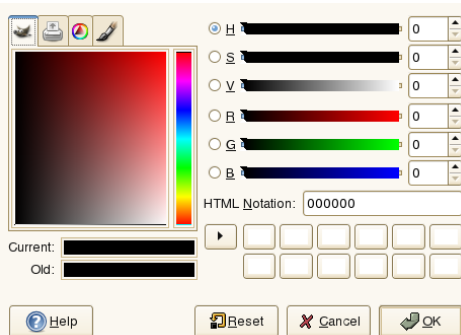 H 0
S 0
V 0
R 0
G 0
B 0
HTML Notation: 000000
Current:
Old:
Help Reset Cancel OK